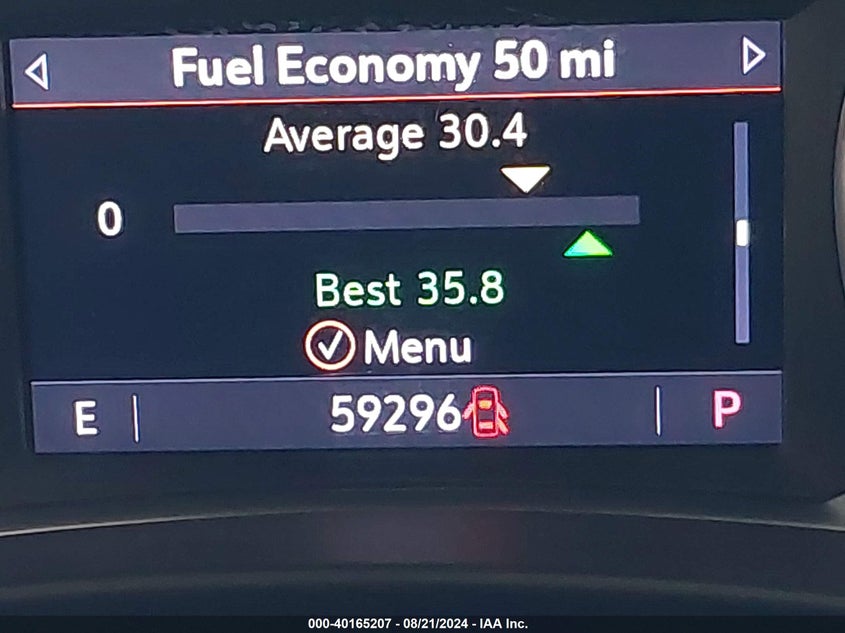 Fuel Economy 50 mi
Average 30.4
0
Best 35.8
Menu
E 59296 P
000-40165207 - 08/21/2024 - IAA Inc.